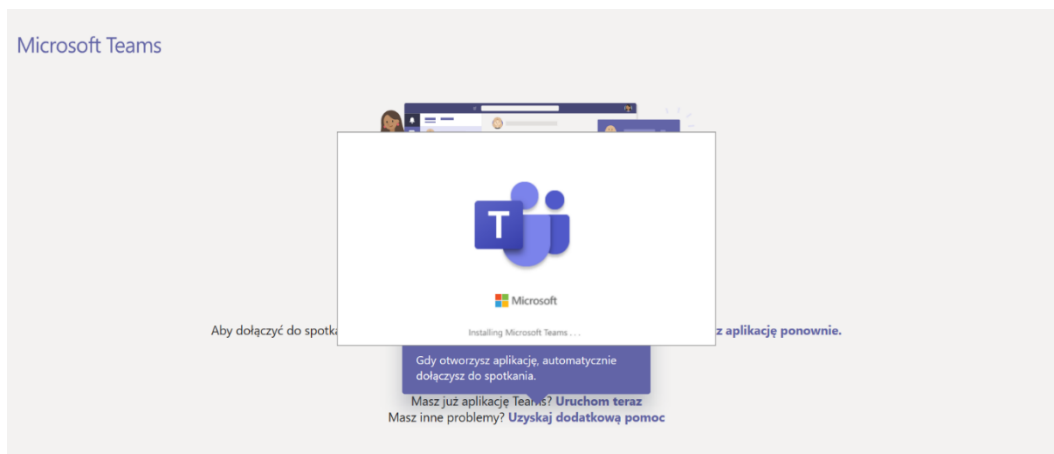 Microsoft Teams
T
Microsoft
Installing Microsoft Teams . . .
Aby dołączyć do z aplikację ponownie.
Gdy otworzysz aplikację, automatycznie
dołączysz do spotkania.
Masz już aplikację Teams? Uruchom teraz
Masz inne problemy? Uzyskaj dodatkową pomoc